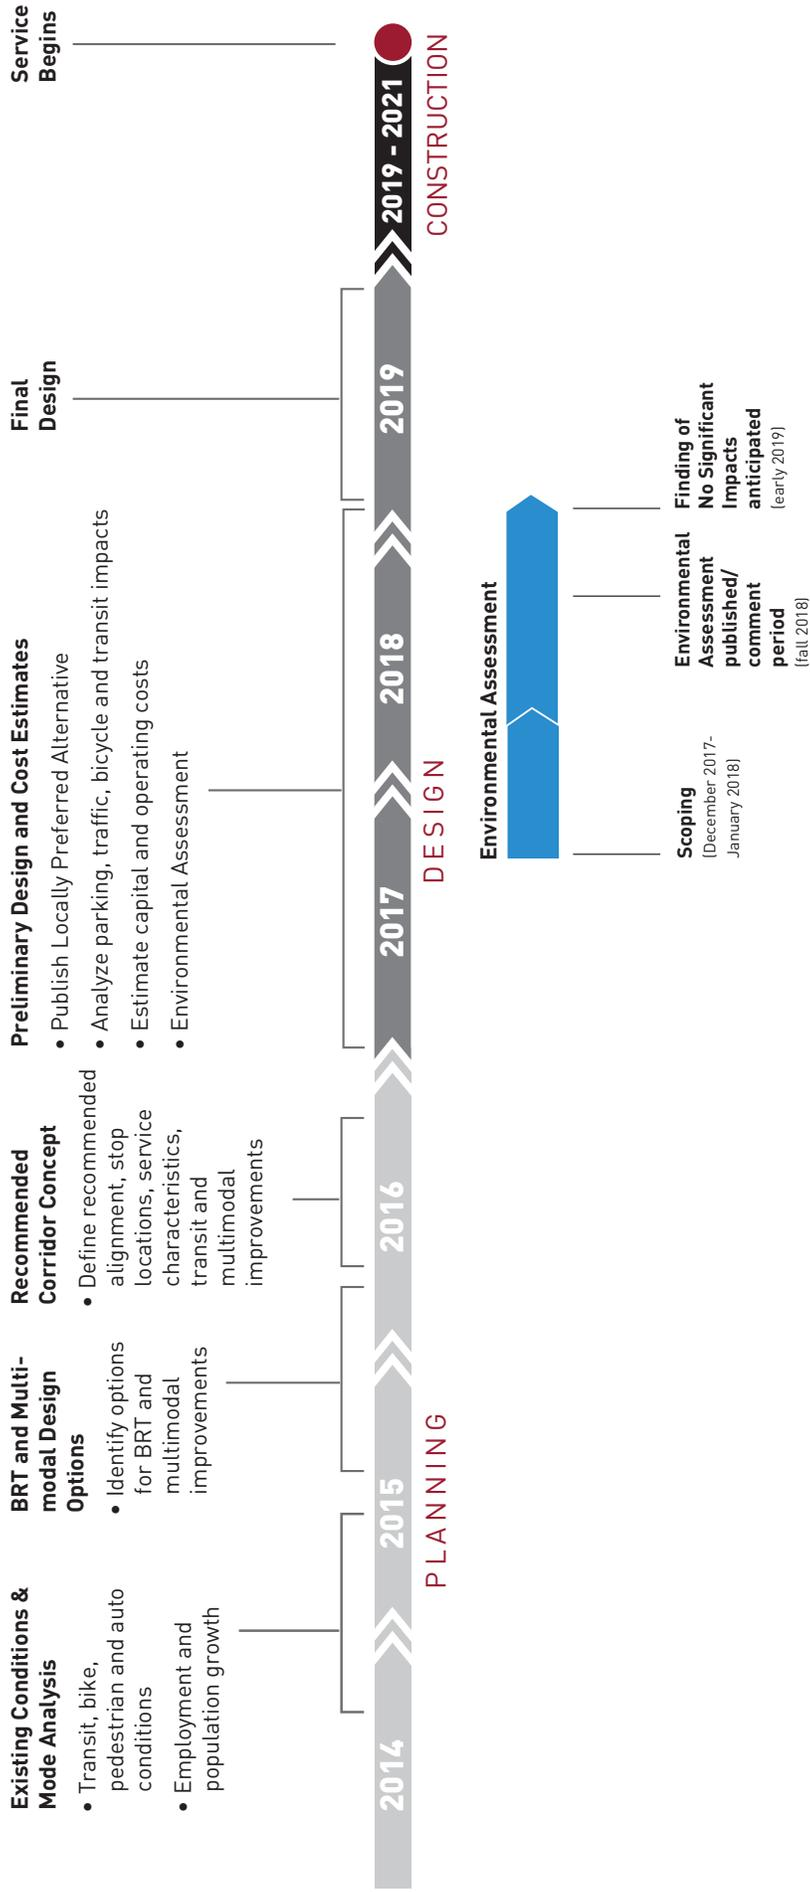 Existing Conditions &
Mode Analysis
• Transit, bike,
pedestrian and auto
conditions
• Employment and
population growth
BRT and Multi-
modal Design
Options
• Identify options
for BRT and
multimodal
improvements
Recommended
Corridor Concept
• Define recommended
alignment, stop
locations, service
characteristics,
transit and
multimodal
improvements
Preliminary Design and Cost Estimates
• Publish Locally Preferred Alternative
• Analyze parking, traffic, bicycle and transit impacts
• Estimate capital and operating costs
• Environmental Assessment
Final
Design
Service
Begins
2014
2015
2016
2017
2018
2019
2019 - 2021
PLANNING
DESIGN
CONSTRUCTION
Environmental Assessment
Scoping
(December 2017-
January 2018)
Environmental
Assessment
published/
comment
period
(fall 2018)
Finding of
No Significant
Impacts
anticipated
(early 2019)